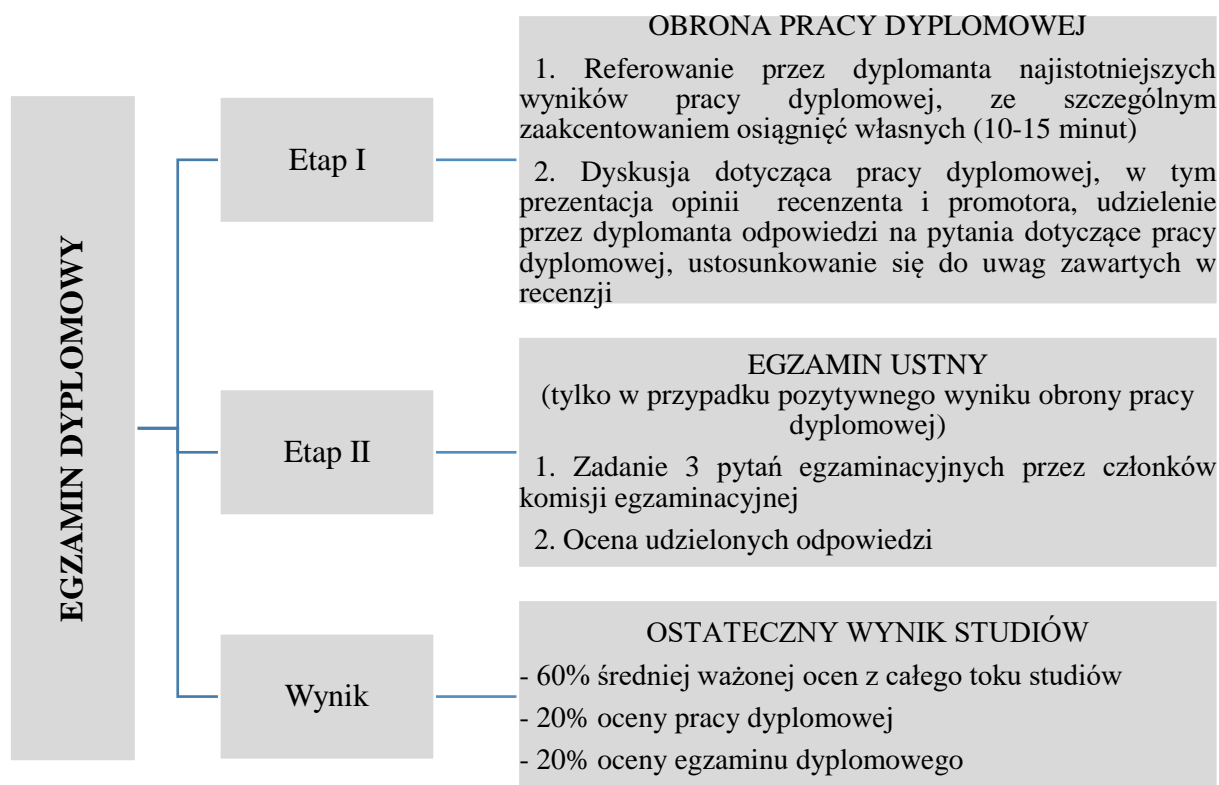 EGZAMIN DYPLOMOWY
Etap I
OBRONA PRACY DYPLOMOWEJ
1. Referowanie przez dyplomanta najistotniejszych
wyników pracy dyplomowej, ze szczególnym
zaakcentowaniem osiągnięć własnych (10-15 minut)
2. Dyskusja dotycząca pracy dyplomowej, w tym
prezentacja opinii recenzenta i promotora, udzielenie
przez dyplomanta odpowiedzi na pytania dotyczące pracy
dyplomowej, ustosunkowanie się do uwag zawartych w
recenzji
Etap II
EGZAMIN USTNY
(tylko w przypadku pozytywnego wyniku obrony pracy
dyplomowej)
1. Zadanie 3 pytań egzaminacyjnych przez członków
komisji egzaminacyjnej
2. Ocena udzielonych odpowiedzi
Wynik
OSTATECZNY WYNIK STUDIÓW
- 60% średniej ważonej ocen z całego toku studiów
- 20% oceny pracy dyplomowej
- 20% oceny egzaminu dyplomowego